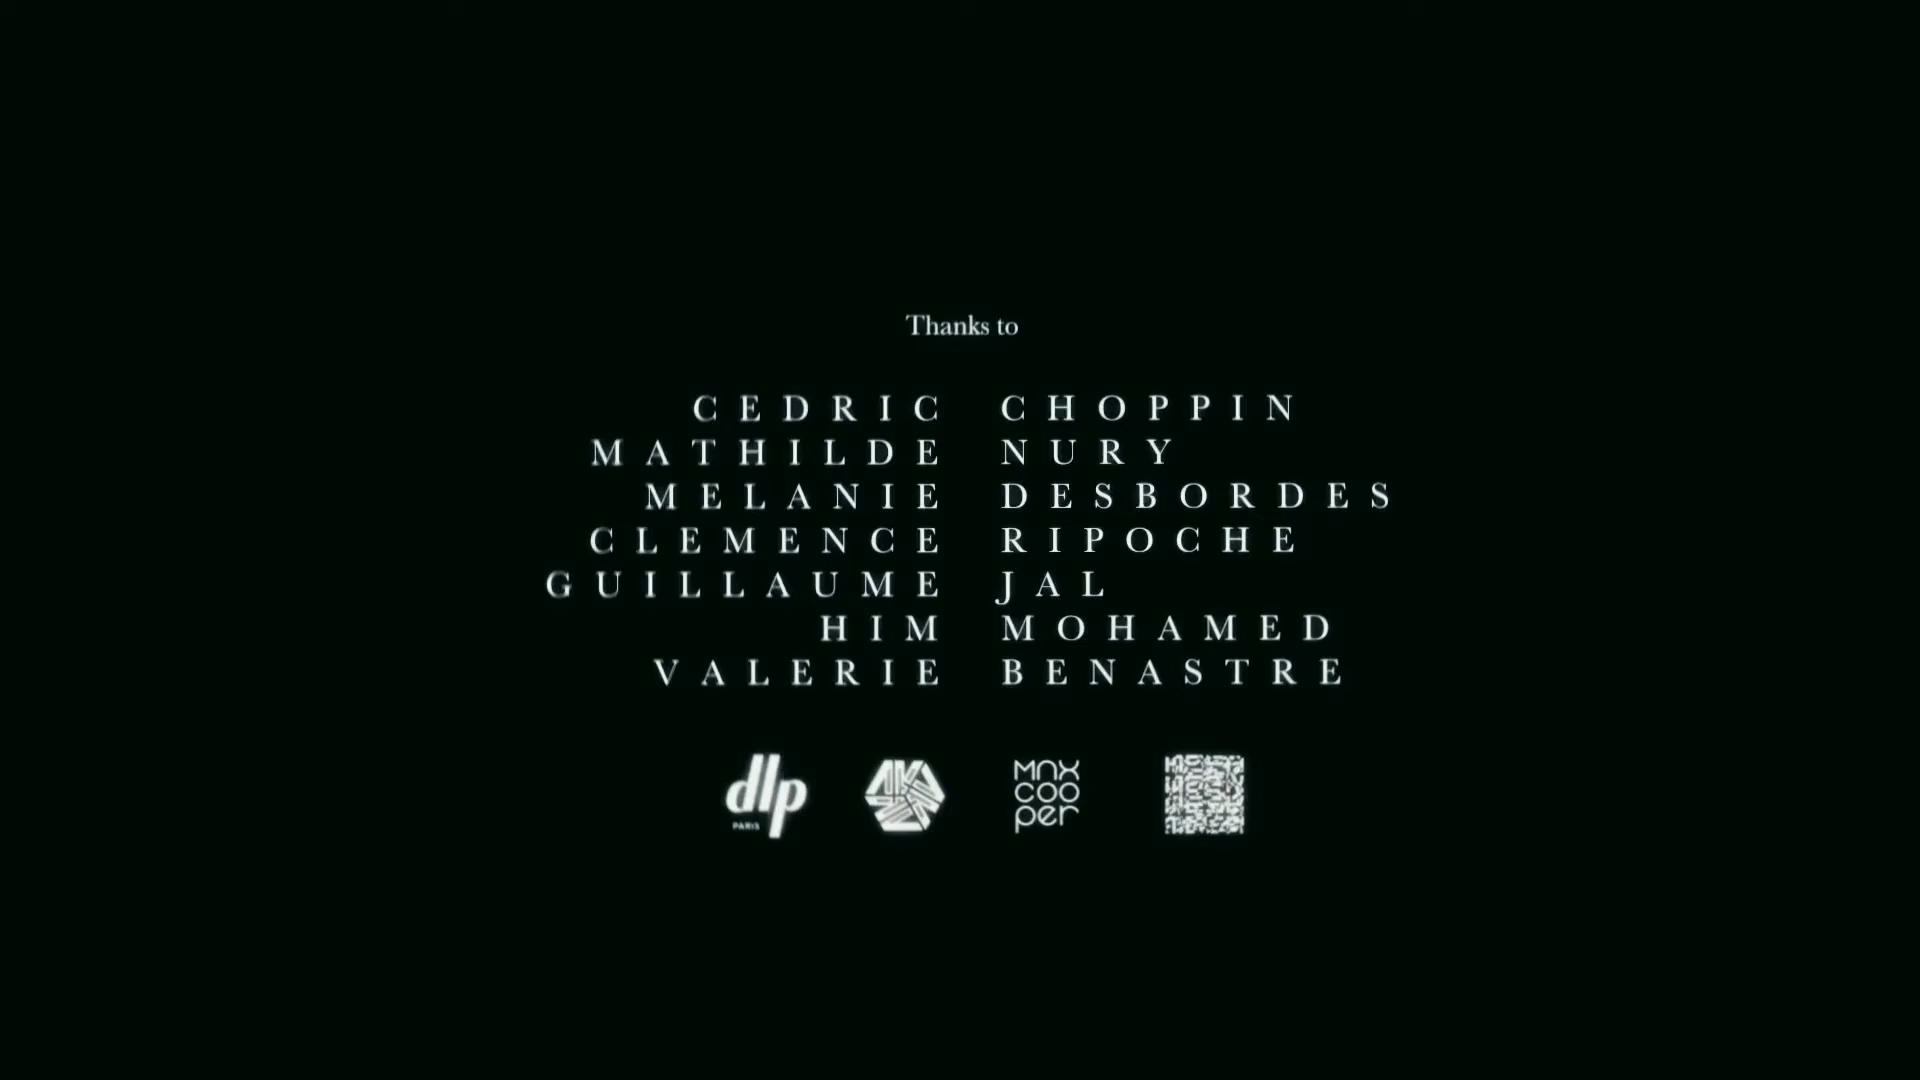 Thanks to
CEDRIC CHOPPIN
MATHILDE NURY
MELANIE DESBORDES
CLEMENCE RIPOCHE
GUILLAUME JAL
HIM MOHAMED
VALERIE BENASTRE
dlp
PARIS
MAX
COO
per